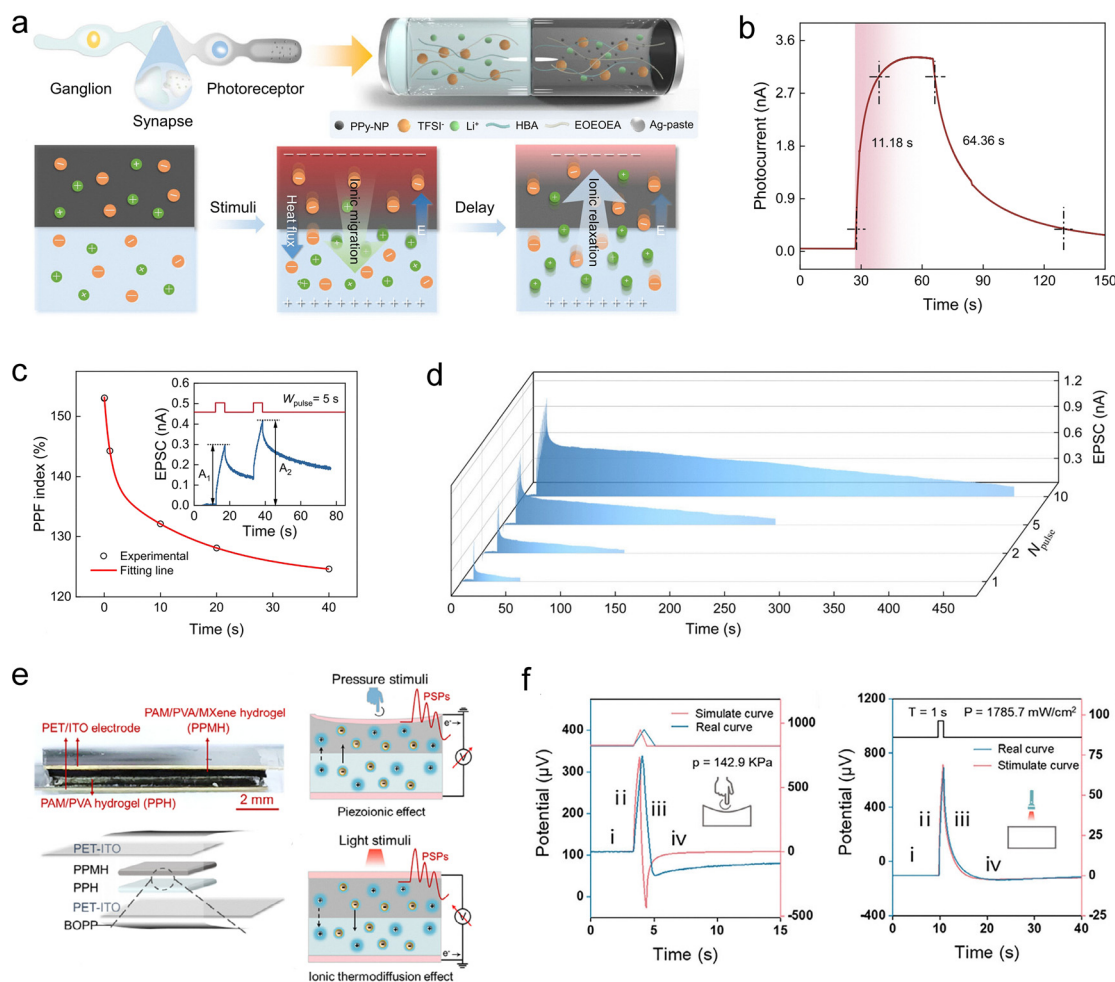 a
Ganglion
Synapse
Photoreceptor
PPy-NP TFSI⁻ Li⁺ HBA EOEOEA Ag-paste
Stimuli
Heat flux
Ionic migration
E
Delay
Ionic relaxation
E
b
Photocurrent (nA)
3.6
2.7
1.8
0.9
0.0
11.18 s
64.36 s
0 30 60 90 120 150
Time (s)
c
PPF index (%)
150
140
130
120
0 10 20 30 40
Time (s)
Experimental
Fitting line
EPSC (nA)
0.6
0.5
0.4
0.3
0.2
0.1
0.0
W pulse = 5 s
A₁
A₂
0 20 40 60 80
Time (s)
d
1.2
0.9
0.6
0.3
EPSC (nA)
10
5
2
1
N pulse
0 50 100 150 200 250 300 350 400 450
Time (s)
e
PAM/PVA/MXene hydrogel
(PPMH)
PET/ITO electrode
PAM/PVA hydrogel (PPH)
2 mm
PET-ITO
PPMH
PPH
PET-ITO
BOPP
Pressure stimuli
PSPs
e⁻
V
Piezoionic effect
Light stimuli
PSPs
V
e⁻
Ionic thermodiffusion effect
f
Potential (μV)
400
300
200
100
0
1000
500
0
-500
Simulate curve
Real curve
p = 142.9 KPa
i
ii
iii
iv
0 5 10 15
Time (s)
Potential (μV)
1200
900
600
300
0
-400
100
75
50
25
0
-25
T = 1 s P = 1785.7 mW/cm²
Real curve
Stimulate curve
i
ii
iii
iv
0 10 20 30 40
Time (s)